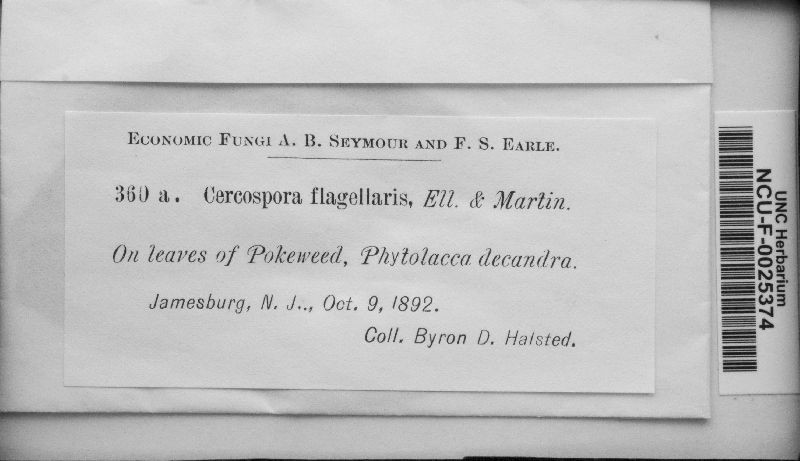 Economic Fungi A. B. Seymour and F. S. Earle.
360 a. Cercospora flagellaris, Ell. & Martin.
On leaves of Pokeweed, Phytolacca decandra.
Jamesburg, N. J.., Oct. 9, 1892.
Coll. Byron D. Halsted.
UNC Herbarium
NCU-F-0025374